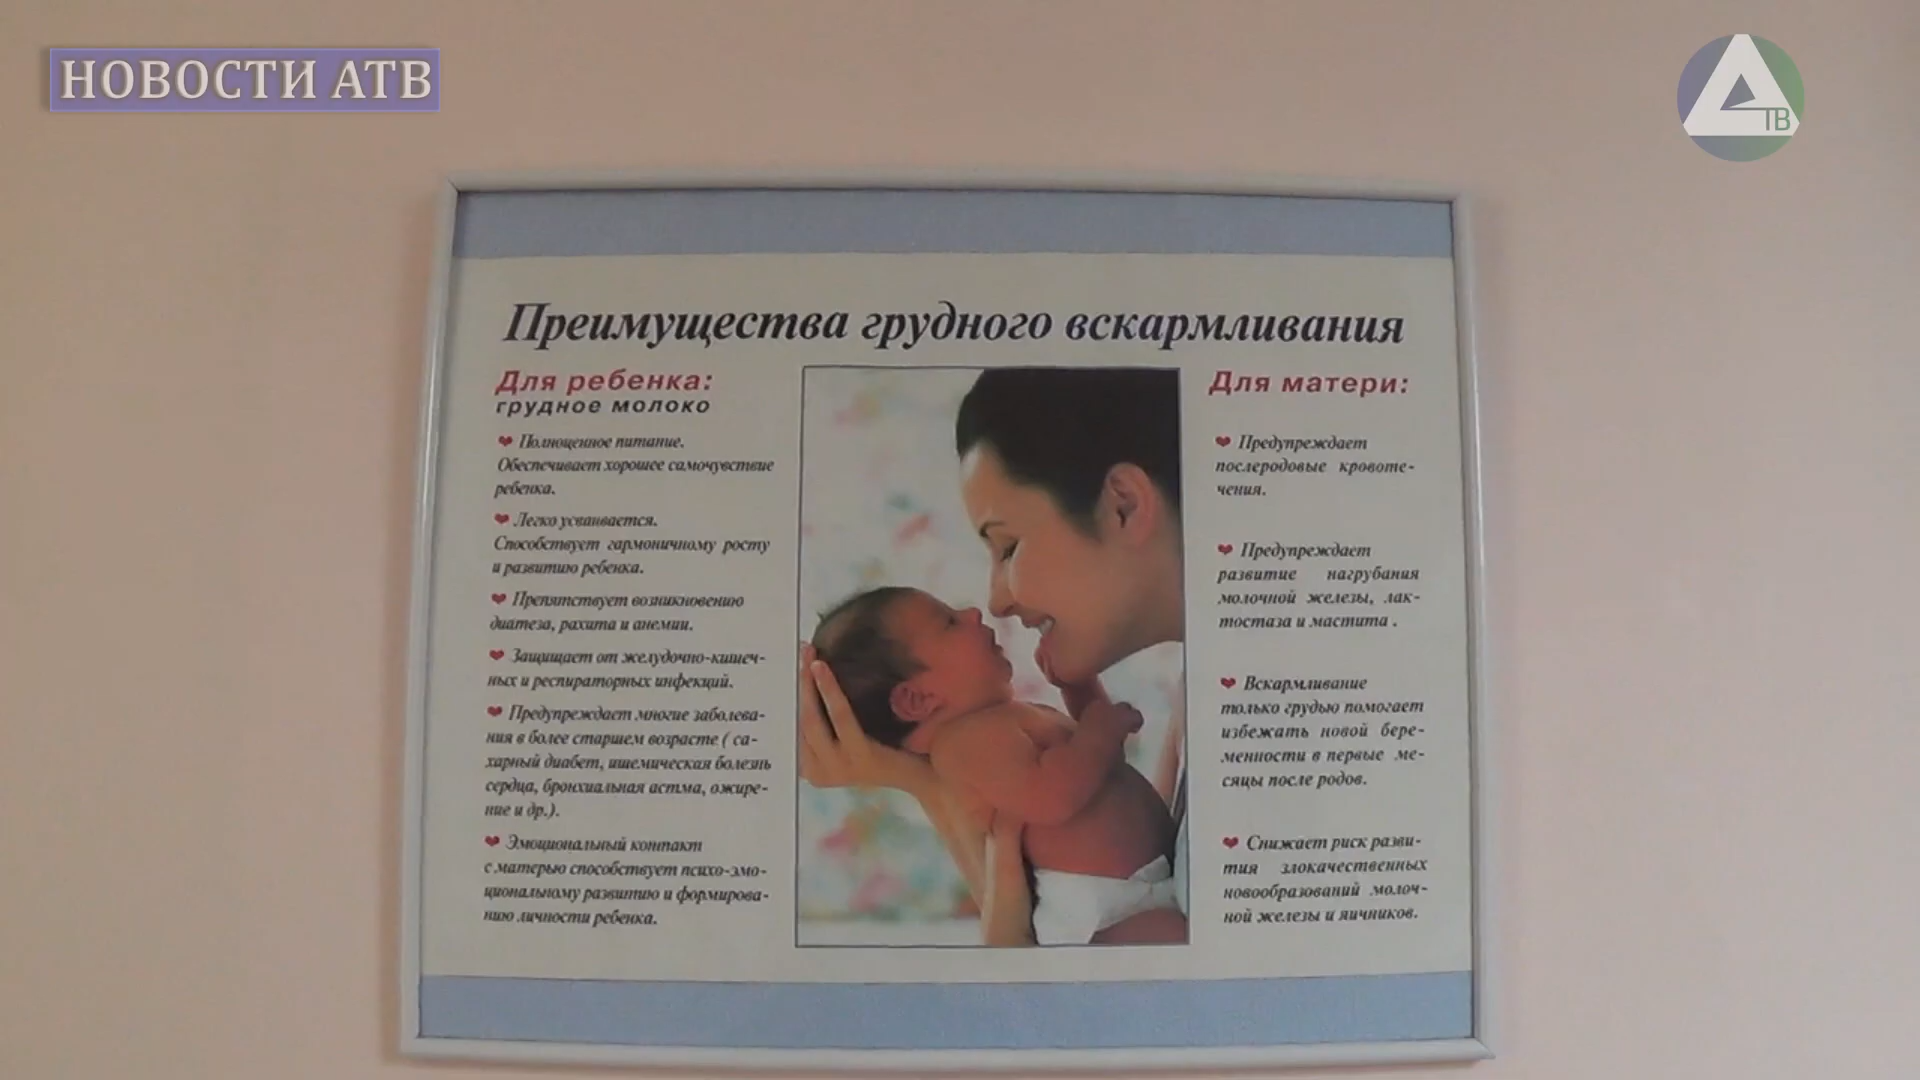 НОВОСТИ АТВ
ТВ
Преимущества грудного вскармливания
Для ребенка:
грудное молоко
Полноценное питание.
Обеспечивает хорошее самочувствие
ребенка.
Легко усваивается.
Способствует гармоничному росту
и развитию ребенка.
Препятствует возникновению
диатеза, рахита и анемии.
Защищает от желудочно-кишеч-
ных и респираторных инфекций.
Предупреждает многие заболева-
ния в более старшем возрасте ( са-
харный диабет, ишемическая болезнь
сердца, бронхиальная астма, ожире-
ние и др.).
Эмоциональный контакт
с матерью способствует психо-эмо-
циональному развитию и формирова-
нию личности ребенка.
Для матери:
Предупреждает
послеродовые кровоте-
чения.
Предупреждает
развитие нагрубания
молочной железы, лак-
тостаза и мастита .
Вскармливание
только грудью помогает
избежать новой бере-
менности в первые ме-
сяцы после родов.
Снижает риск разви-
тия злокачественных
новообразований молоч-
ной железы и яичников.